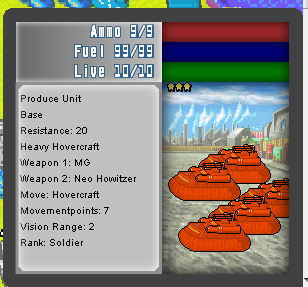 Ammo 9/9
Fuel 99/99
Live 10/10
Produce Unit
Base
Resistance: 20
Heavy Hovercraft
Weapon 1: MG
Weapon 2: Neo Howitzer
Move: Hovercraft
Movementpoints: 7
Vision Range: 2
Rank: Soldier